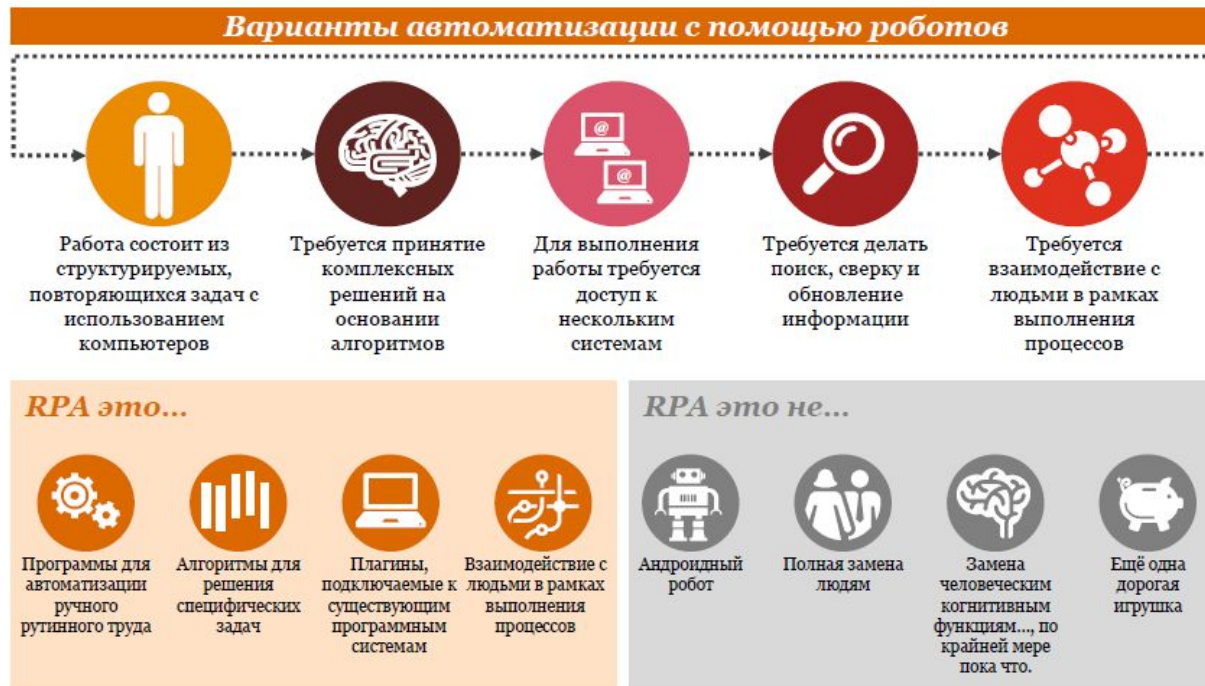 Варианты автоматизации с помощью роботов
Работа состоит из
структурируемых,
повторяющихся задач с
использованием
компьютеров
Требуется принятие
комплексных
решений на
основании
алгоритмов
@
@
Для выполнения
работы требуется
доступ к
нескольким
системам
Требуется делать
поиск, сверку и
обновление
информации
Требуется
взаимодействие с
людьми в рамках
выполнения
процессов
RPA это...
Программы для
автоматизации
ручного
рутинного труда
Алгоритмы для
решения
специфических
задач
Плагины,
подключаемые к
существующим
программным
системам
Взаимодействие с
людьми в рамках
выполнения
процессов
RPA это не...
Андроидный
робот
Полная замена
людям
Замена
человеческим
когнитивным
функциям..., по
крайней мере
пока что.
Ещё одна
дорогая
игрушка